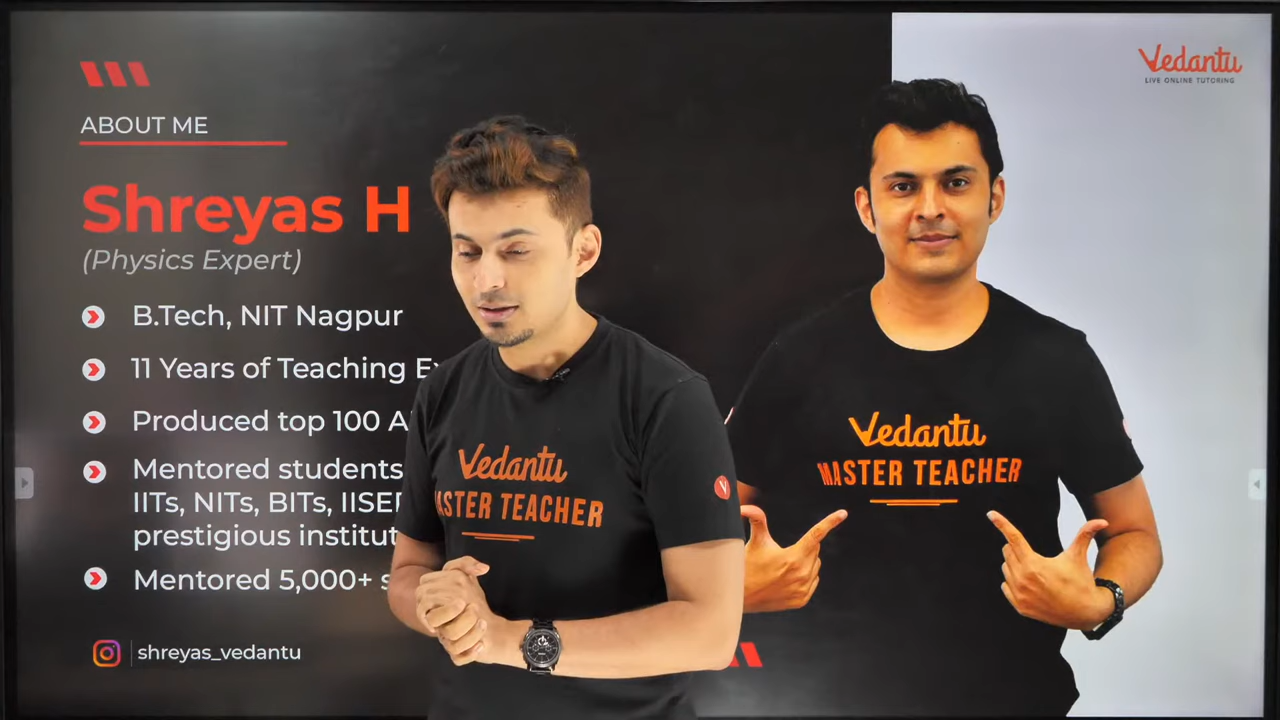 Vedantu
LIVE ONLINE TUTORING
ABOUT ME
Shreyas H
(Physics Expert)
B.Tech, NIT Nagpur
11 Years of Teaching
Produced top 100
Mentored students
IITs, NITs, BITs,
prestigious
Mentored 5,000+
shreyas_vedantu
Vedantu
TEACHER
V
Vedantu
MASTER TEACHER